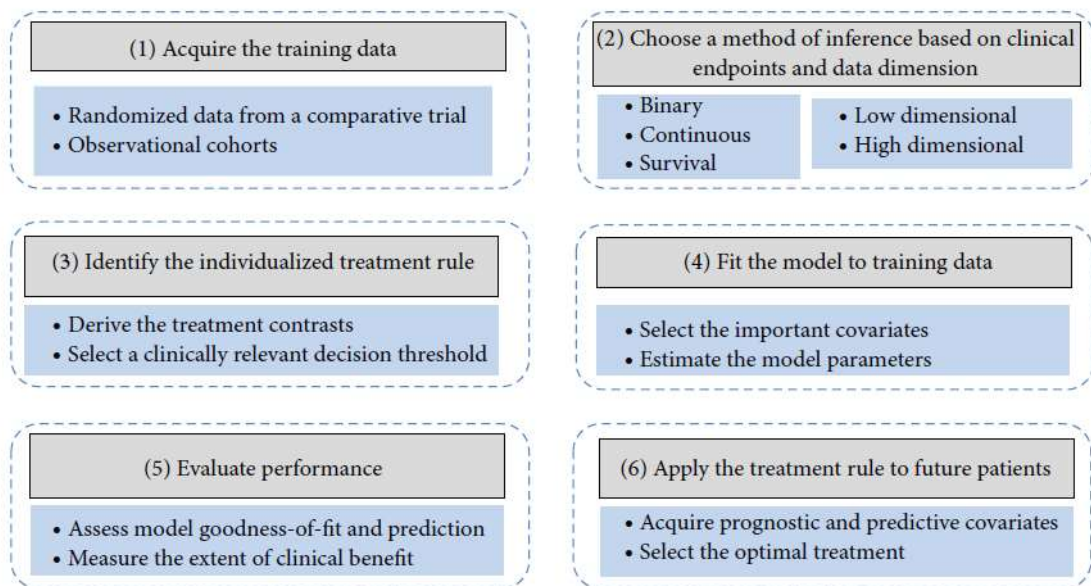 (1) Acquire the training data
• Randomized data from a comparative trial
• Observational cohorts
(2) Choose a method of inference based on clinical
endpoints and data dimension
• Binary
• Continuous
• Survival
• Low dimensional
• High dimensional
(3) Identify the individualized treatment rule
• Derive the treatment contrasts
• Select a clinically relevant decision threshold
(4) Fit the model to training data
• Select the important covariates
• Estimate the model parameters
(5) Evaluate performance
• Assess model goodness-of-fit and prediction
• Measure the extent of clinical benefit
(6) Apply the treatment rule to future patients
• Acquire prognostic and predictive covariates
• Select the optimal treatment